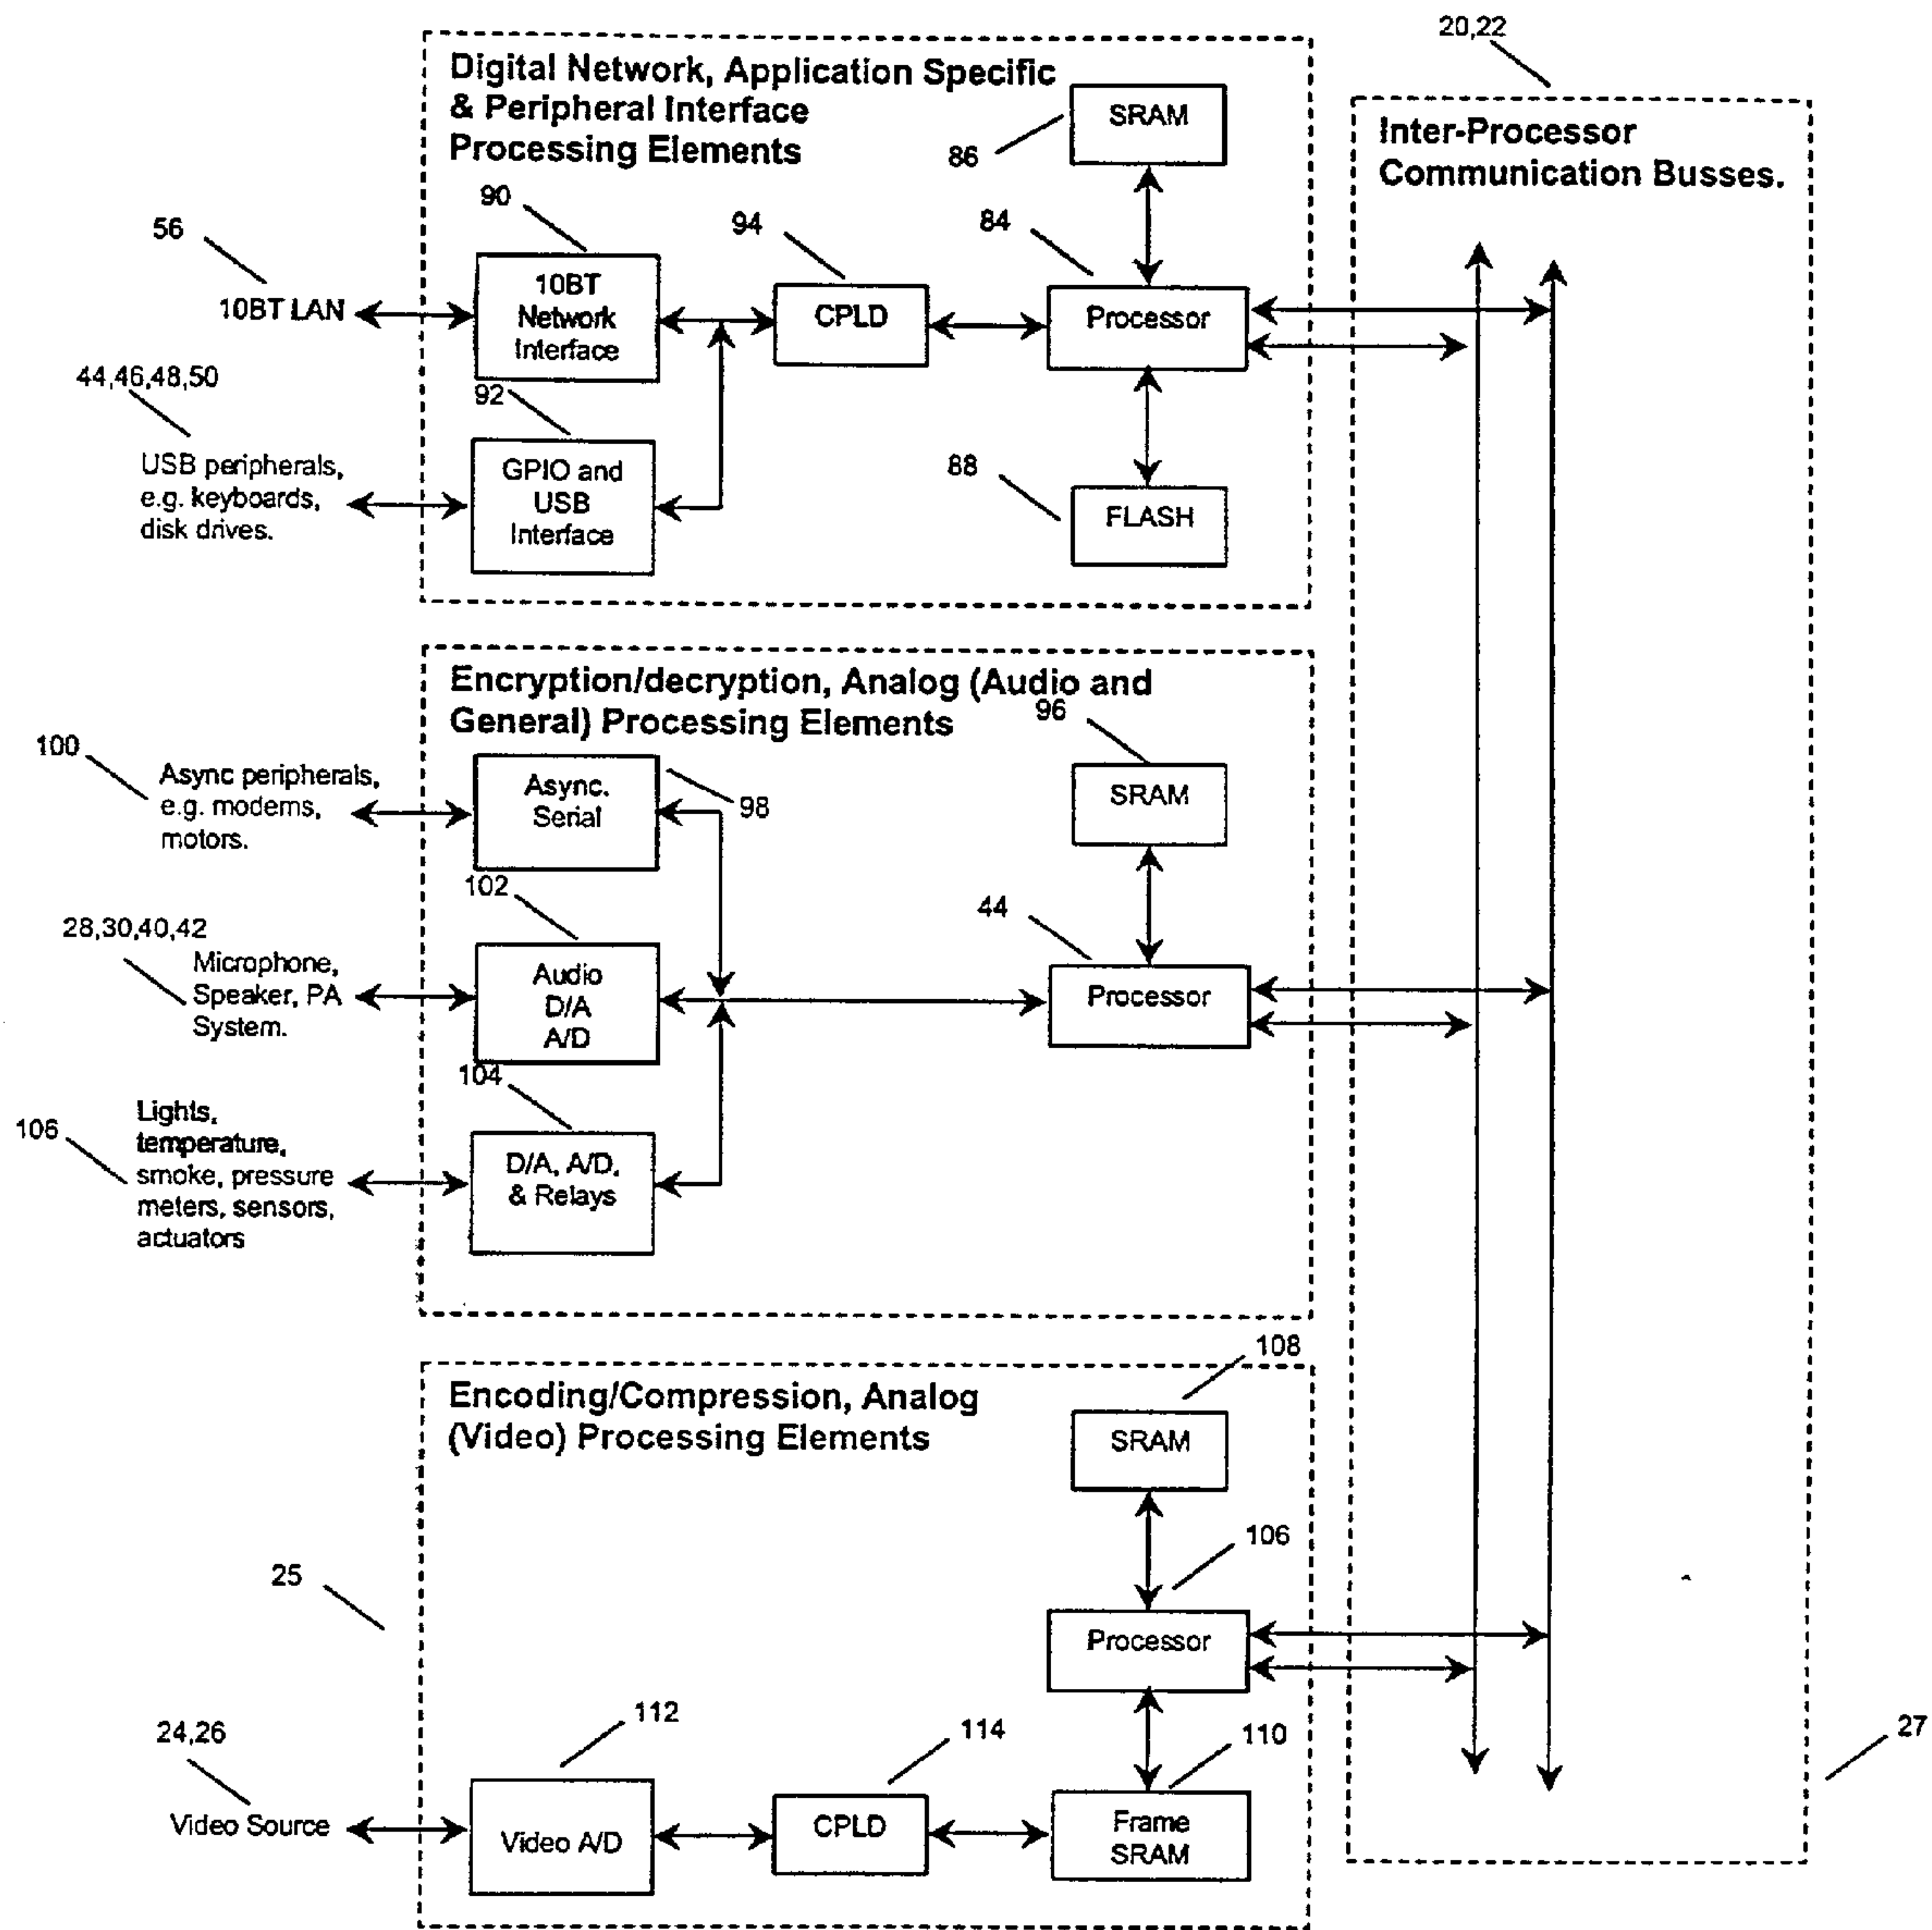 20,22
Digital Network, Application Specific
& Peripheral Interface
Processing Elements
SRAM
86
Inter-Processor
Communication Busses.
90
56
94
84
10BT LAN
10BT
Network
Interface
CPLD
Processor
44,46,48,50
92
USB peripherals,
e.g. keyboards,
disk drives.
GPIO and
USB
Interface
88
FLASH
Encryption/decryption, Analog (Audio and
General) Processing Elements
96
100
Async peripherals,
e.g. modems,
motors.
Async.
Serial
98
SRAM
102
44
28,30,40,42
Microphone,
Speaker, PA
System.
Audio
D/A
A/D
Processor
104
106
Lights,
temperature,
smoke, pressure
meters, sensors,
actuators
D/A, A/D,
& Relays
108
Encoding/Compression, Analog
(Video) Processing Elements
SRAM
106
25
Processor
112
114
110
24,26
27
Video Source
Video A/D
CPLD
Frame
SRAM